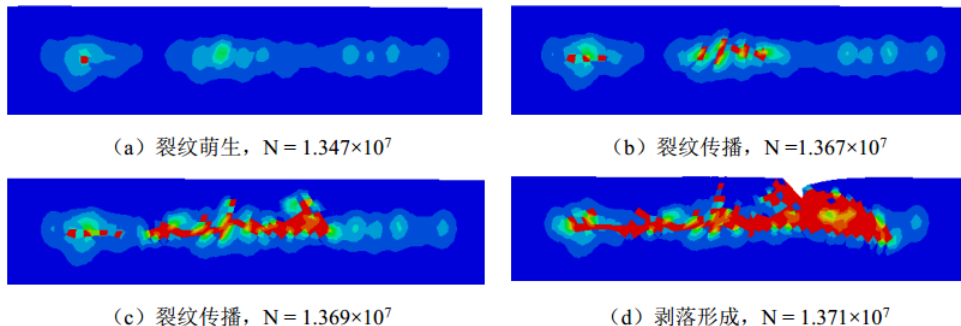 （a）裂纹萌生，N = 1.347×10⁷
（b）裂纹传播，N =1.367×10⁷
（c）裂纹传播，N = 1.369×10⁷
（d）剥落形成，N = 1.371×10⁷